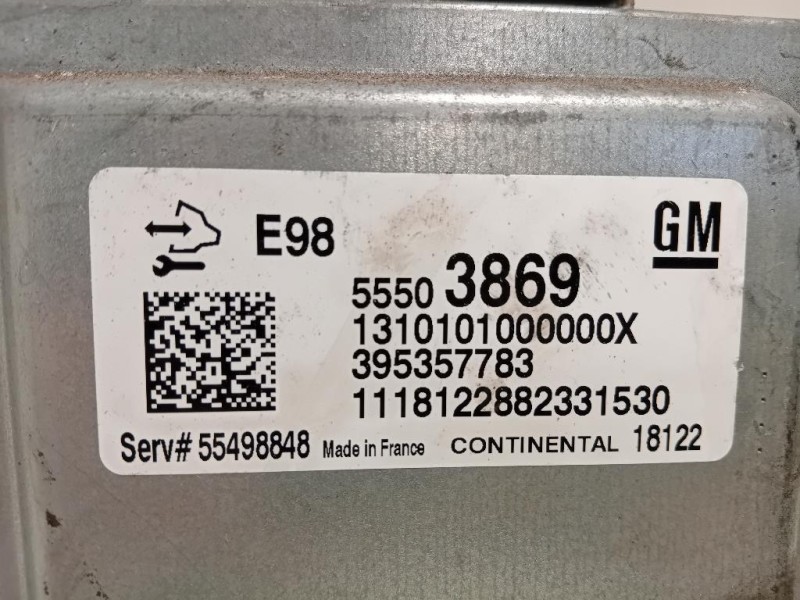 E98
GM
5550 3869
1310101000000X
395357783
1118122882331530
Serv# 55498848 Made in France CONTINENTAL 18122